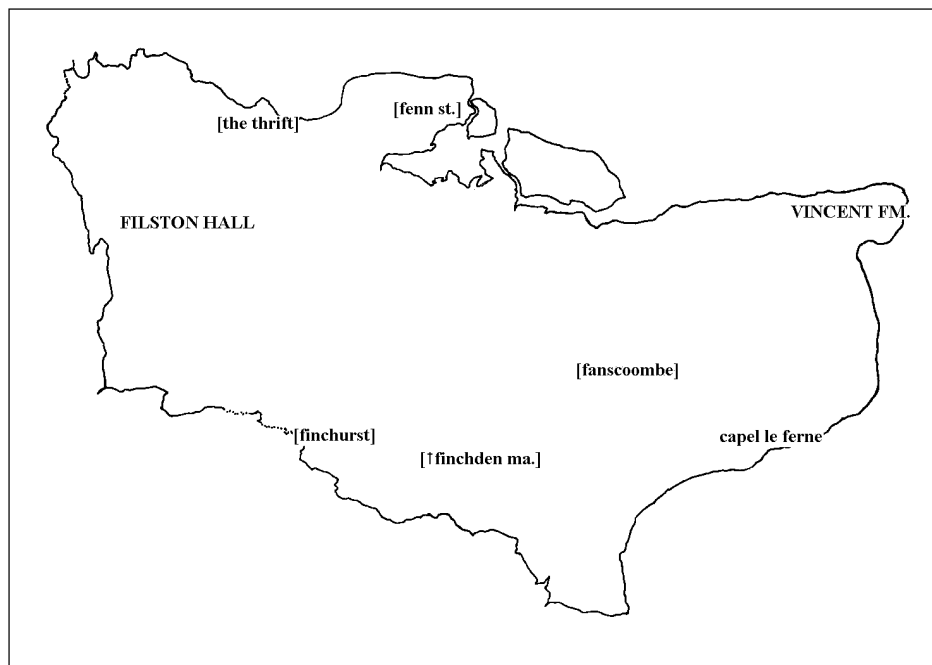 [fenn st.]
[the thrift]
VINCENT FM.
FILSTON HALL
[fanscoombe]
[finchurst]
capel le ferne
[↑finchden ma.]